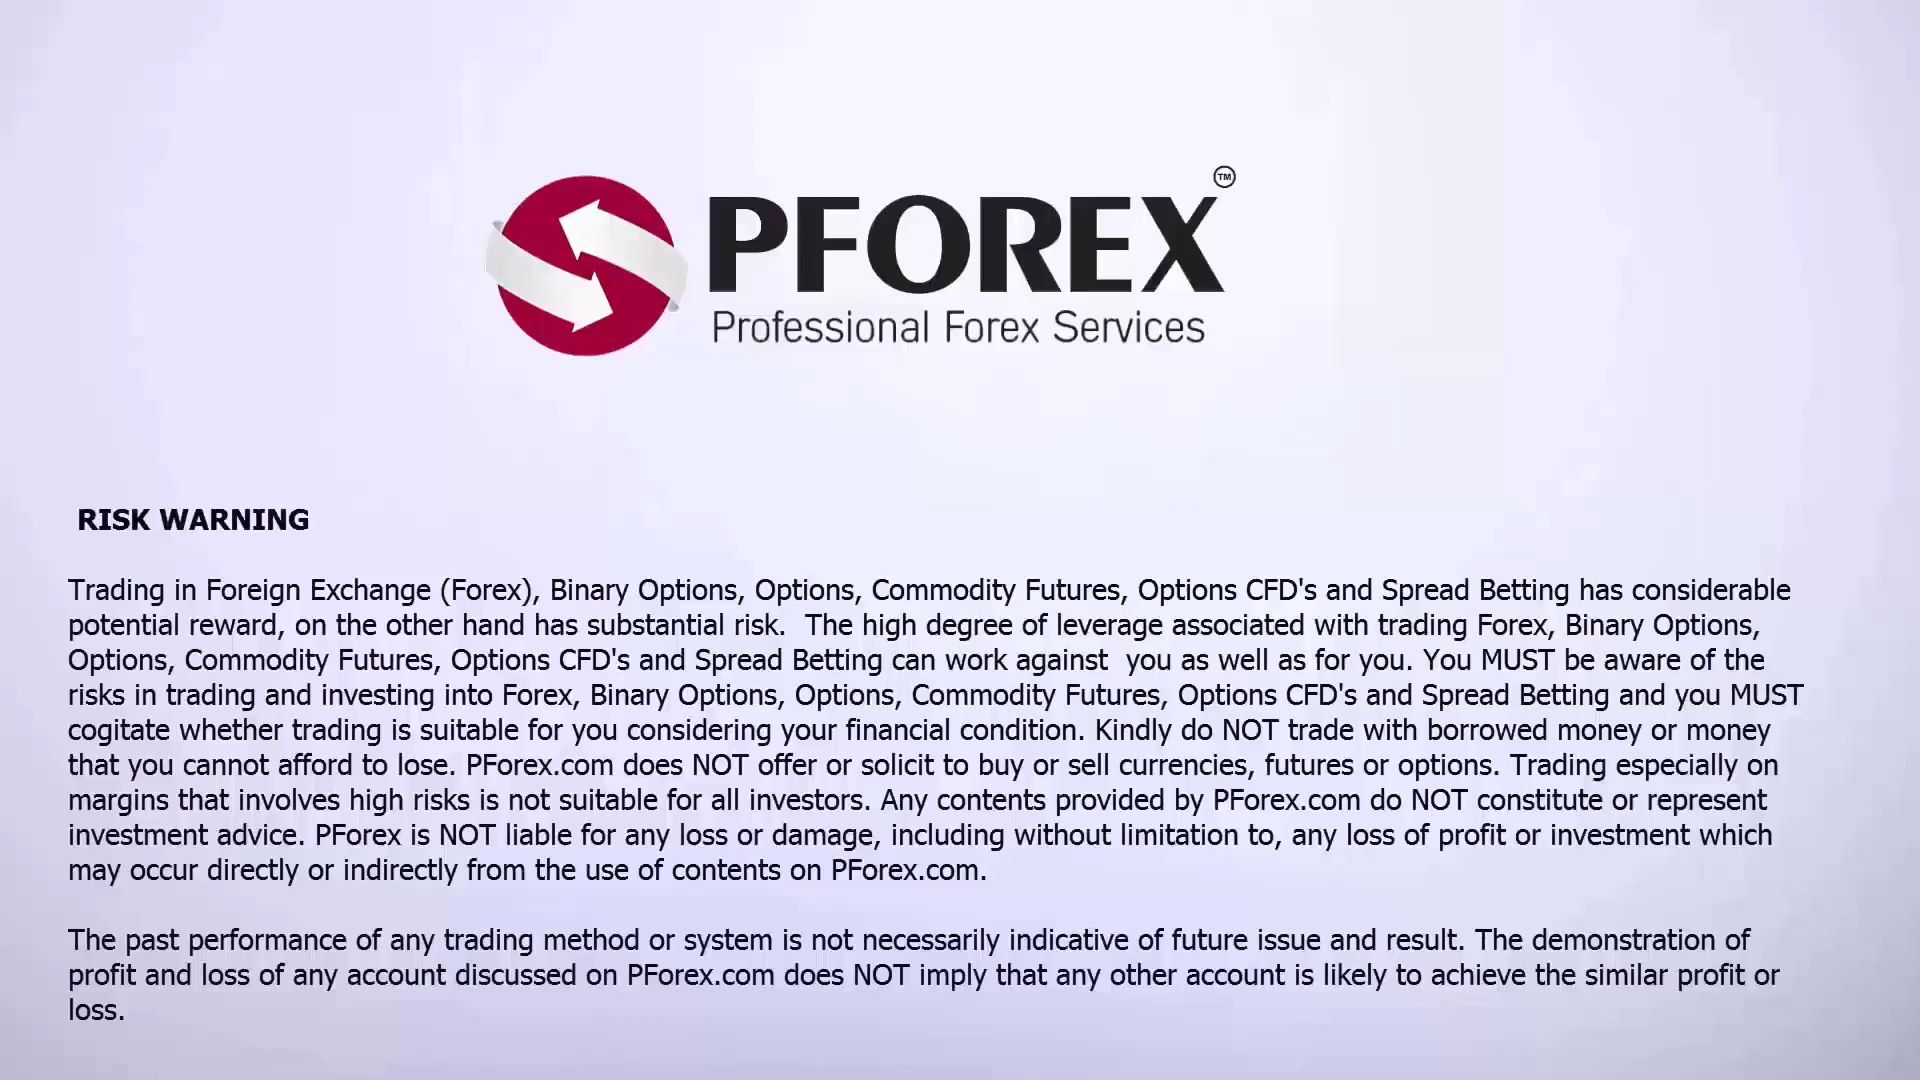 PFOREX TM
Professional Forex Services
RISK WARNING
Trading in Foreign Exchange (Forex), Binary Options, Options, Commodity Futures, Options CFD's and Spread Betting has considerable
potential reward, on the other hand has substantial risk.  The high degree of leverage associated with trading Forex, Binary Options,
Options, Commodity Futures, Options CFD's and Spread Betting can work against  you as well as for you. You MUST be aware of the
risks in trading and investing into Forex, Binary Options, Options, Commodity Futures, Options CFD's and Spread Betting and you MUST
cogitate whether trading is suitable for you considering your financial condition. Kindly do NOT trade with borrowed money or money
that you cannot afford to lose. PForex.com does NOT offer or solicit to buy or sell currencies, futures or options. Trading especially on
margins that involves high risks is not suitable for all investors. Any contents provided by PForex.com do NOT constitute or represent
investment advice. PForex is NOT liable for any loss or damage, including without limitation to, any loss of profit or investment which
may occur directly or indirectly from the use of contents on PForex.com.
The past performance of any trading method or system is not necessarily indicative of future issue and result. The demonstration of
profit and loss of any account discussed on PForex.com does NOT imply that any other account is likely to achieve the similar profit or
loss.